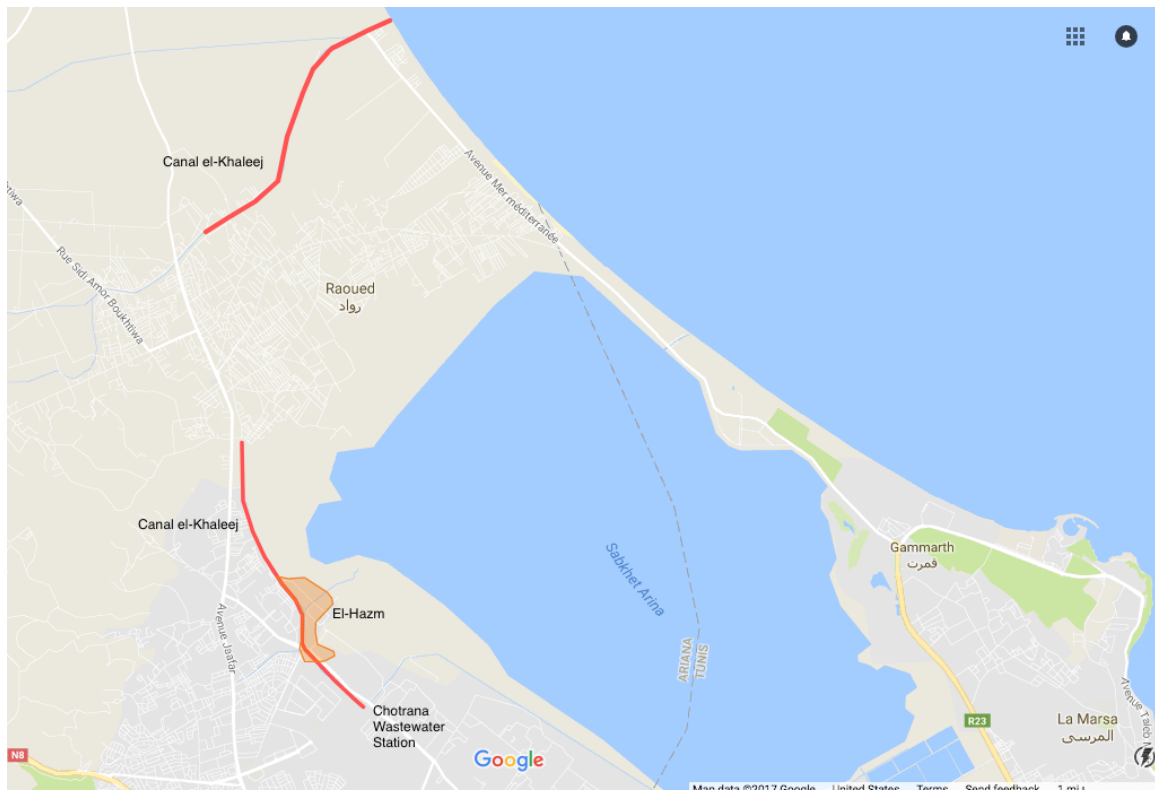 Canal el-Khaleej
Avenue Mer méditerranée
Rue Sidi Amor Boukhtiwa
Raoued
رواد
Canal el-Khaleej
Gammarth
قمرت
Sabkhet Arina
El-Hazm
Avenue Jaafar
ARIANA
TUNIS
Chotrana
Wastewater
Station
R23
La Marsa
المرسى
N8
Google
Map data ©2017 Google United States Terms Send feedback 1 mi